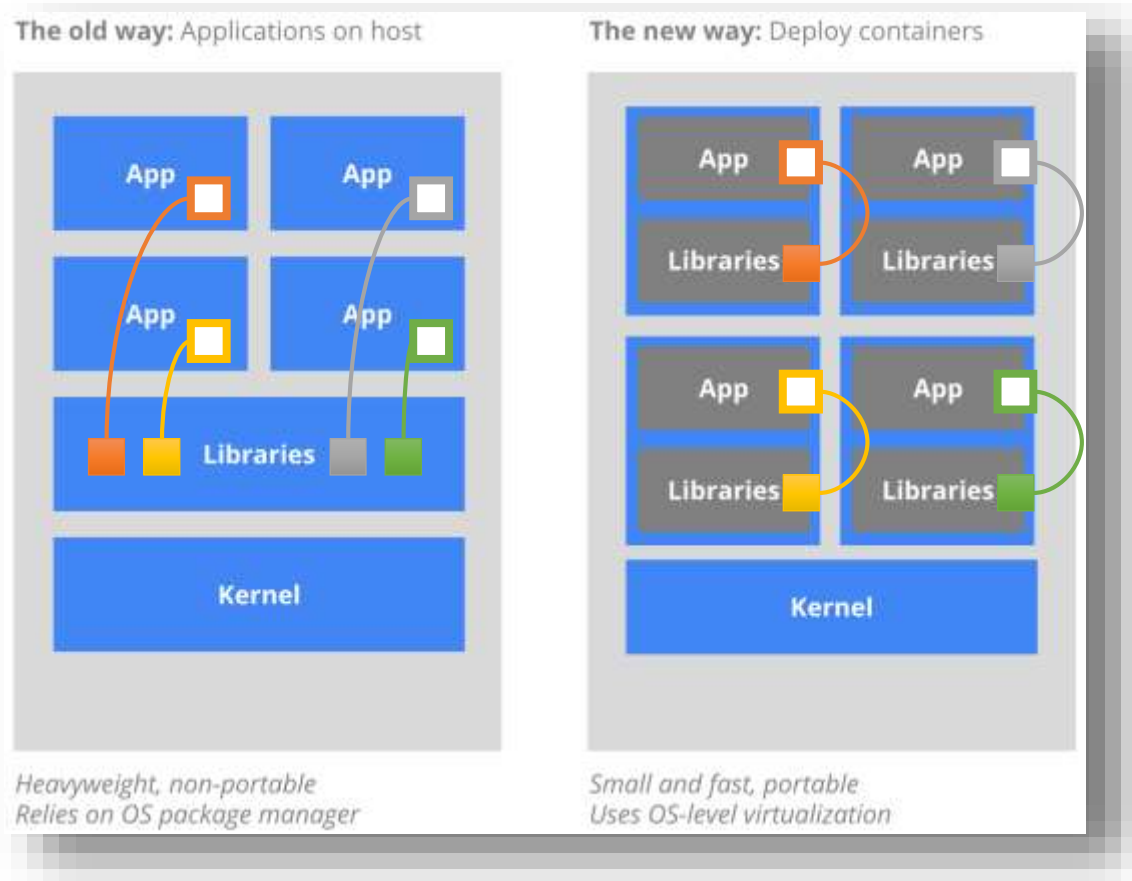 The old way: Applications on host
App
App
App
App
Libraries
Kernel
Heavyweight, non-portable
Relies on OS package manager
The new way: Deploy containers
App
App
Libraries
Libraries
App
App
Libraries
Libraries
Kernel
Small and fast, portable
Uses OS-level virtualization